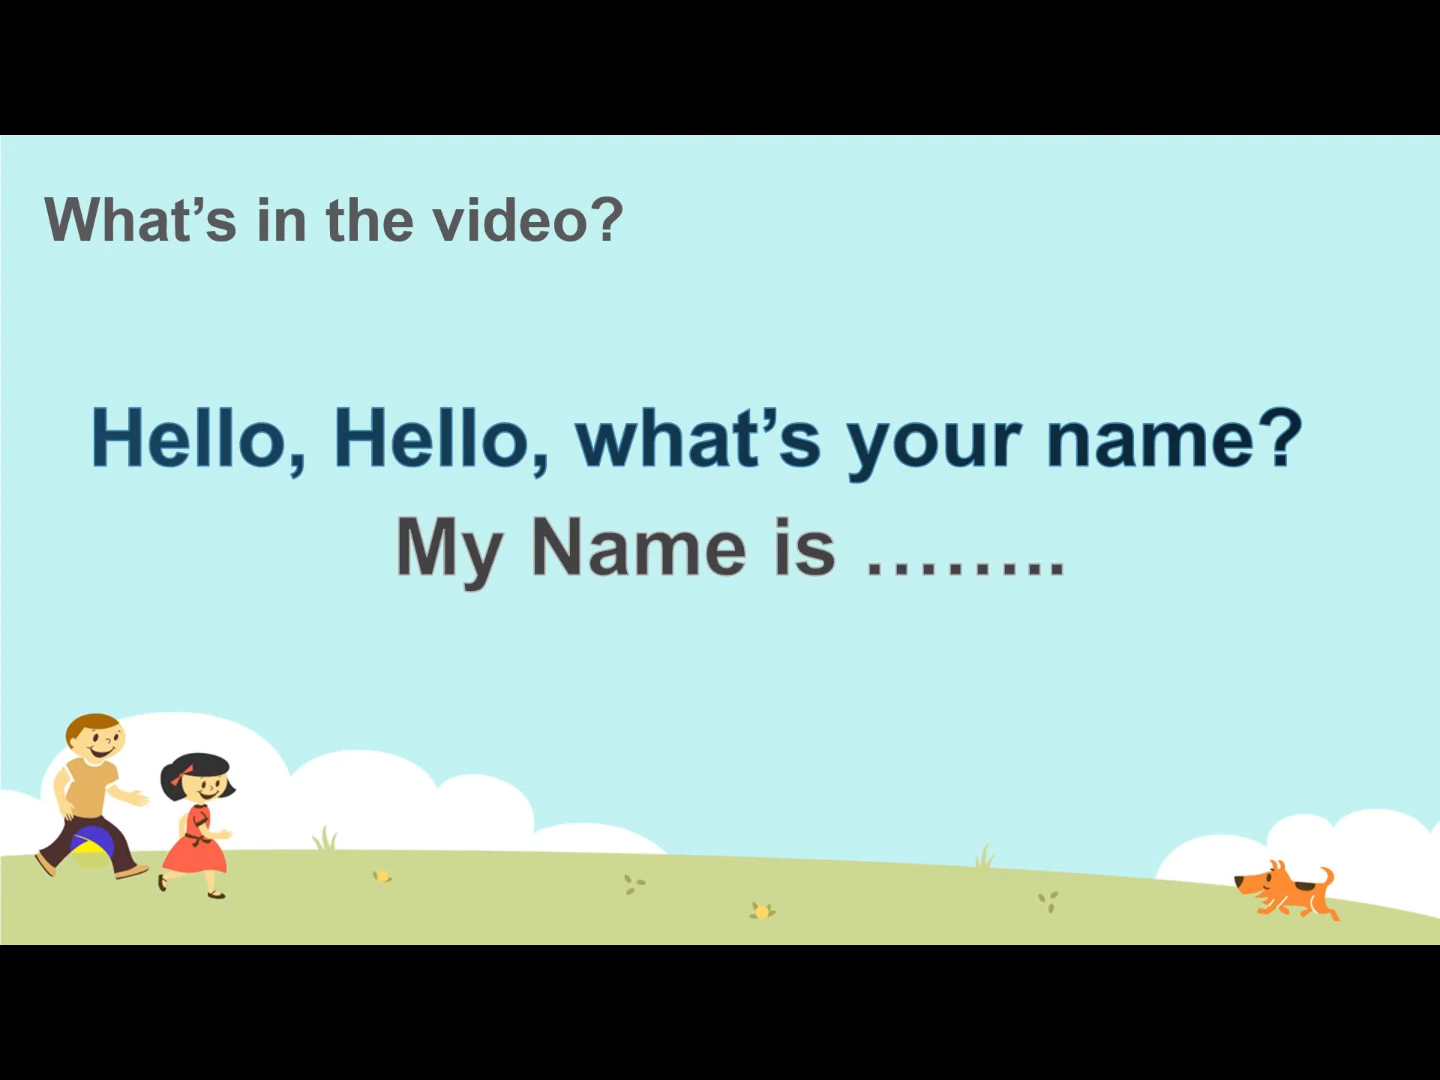 What’s in the video?
Hello, Hello, what’s your name?
My Name is ……..